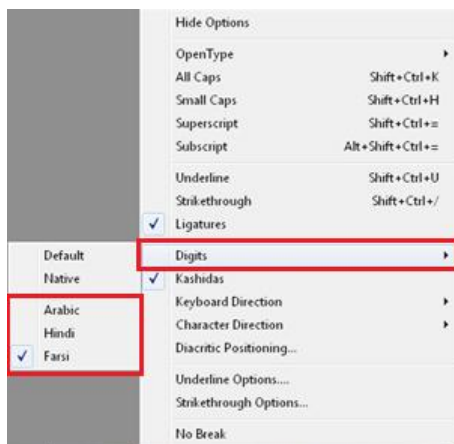 Hide Options
OpenType
All Caps Shift+Ctrl+K
Small Caps Shift+Ctrl+H
Superscript Shift+Ctrl+=
Subscript Alt+Shift+Ctrl+=
Underline Shift+Ctrl+U
Strikethrough Shift+Ctrl+/
Ligatures
Digits
Kashidas
Keyboard Direction
Character Direction
Diacritic Positioning...
Underline Options....
Strikethrough Options...
No Break
Default
Native
Arabic
Hindi
Farsi